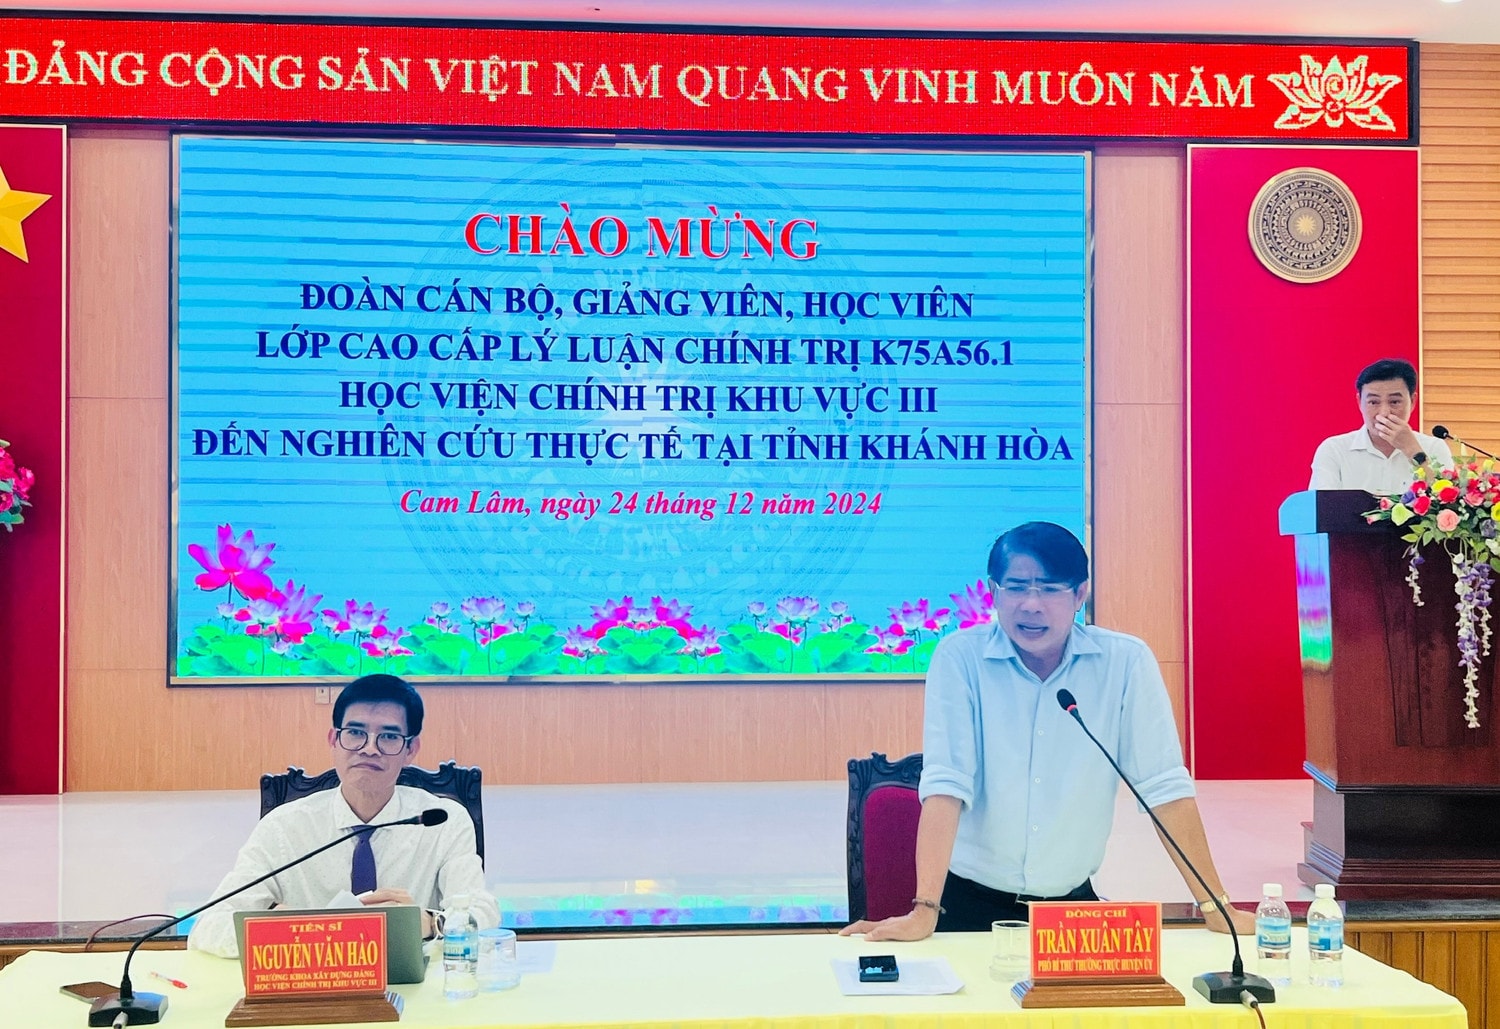 ĐẢNG CỘNG SẢN VIỆT NAM QUANG VINH MUÔN NĂM
CHÀO MỪNG
ĐOÀN CÁN BỘ, GIẢNG VIÊN, HỌC VIÊN
LỚP CAO CẤP LÝ LUẬN CHÍNH TRỊ K75A56.1
HỌC VIỆN CHÍNH TRỊ KHU VỰC III
ĐẾN NGHIÊN CỨU THỰC TẾ TẠI TỈNH KHÁNH HÒA
Cam Lâm, ngày 24 tháng 12 năm 2024
TIẾN SĨ
NGUYỄN VĂN HÀO
TRƯỞNG KHOA XÂY DỰNG ĐẢNG
HỌC VIỆN CHÍNH TRỊ KHU VỰC III
ĐỒNG CHÍ
TRẦN XUÂN TÂY
PHÓ BÍ THƯ THƯỜNG TRỰC HUYỆN ỦY